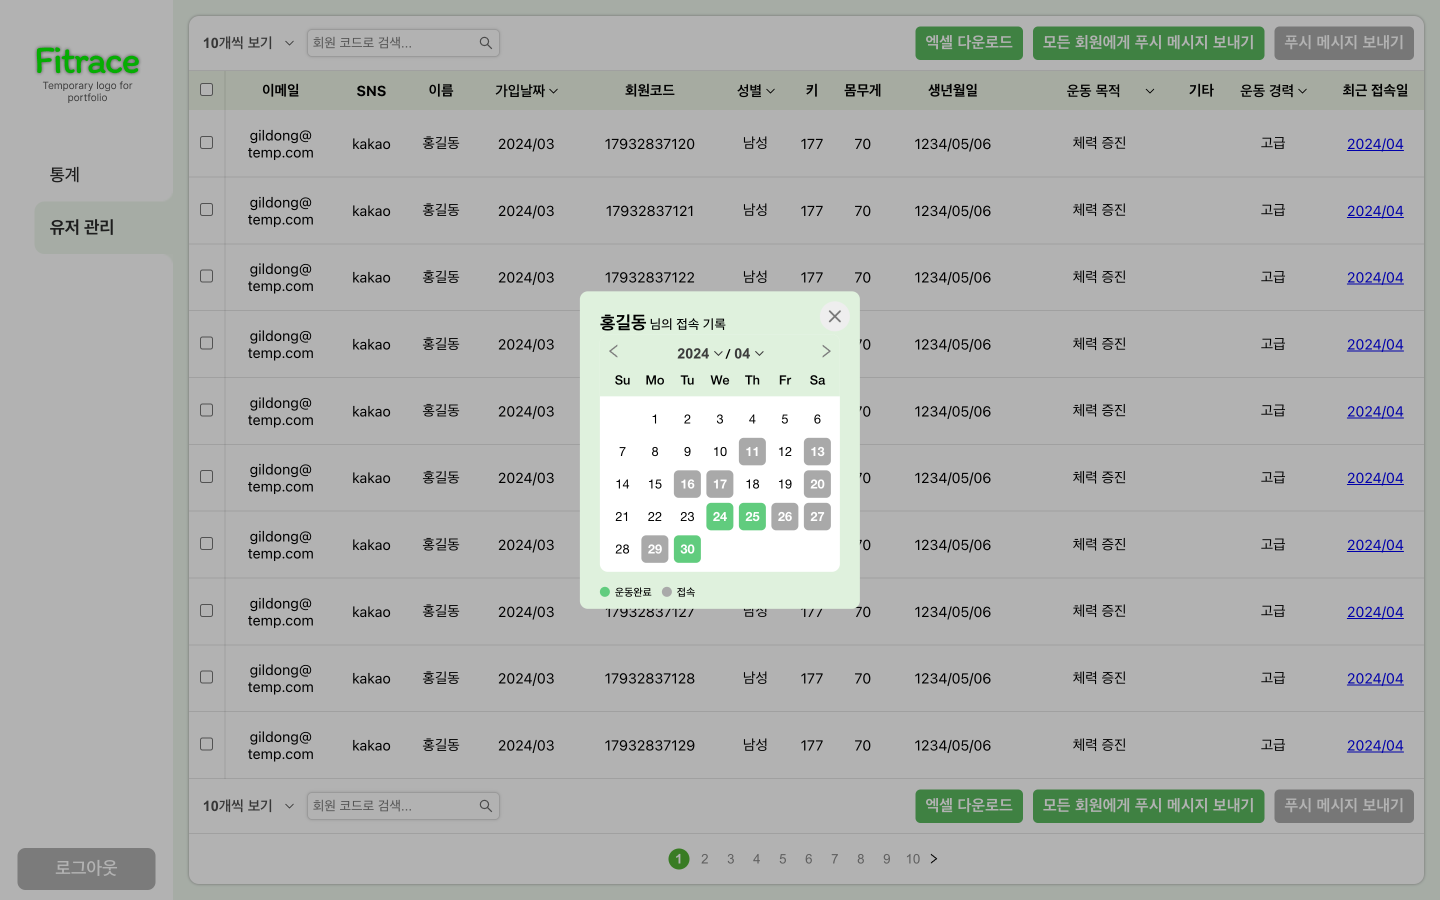 Fitrace
Temporary logo for
portfolio
통계
유저 관리
로그아웃
10개씩 보기 회원 코드로 검색... 엑셀 다운로드 모든 회원에게 푸시 메시지 보내기 푸시 메시지 보내기
이메일 SNS 이름 가입날짜 회원코드 성별 키 몸무게 생년월일 운동 목적 기타 운동 경력 최근 접속일
gildong@
temp.com kakao 홍길동 2024/03 17932837120 남성 177 70 1234/05/06 체력 증진 고급 2024/04
gildong@
temp.com kakao 홍길동 2024/03 17932837121 남성 177 70 1234/05/06 체력 증진 고급 2024/04
gildong@
temp.com kakao 홍길동 2024/03 17932837122 남성 177 70 1234/05/06 체력 증진 고급 2024/04
gildong@
temp.com kakao 홍길동 2024/03 70 1234/05/06 체력 증진 고급 2024/04
gildong@
temp.com kakao 홍길동 2024/03 70 1234/05/06 체력 증진 고급 2024/04
gildong@
temp.com kakao 홍길동 2024/03 70 1234/05/06 체력 증진 고급 2024/04
gildong@
temp.com kakao 홍길동 2024/03 70 1234/05/06 체력 증진 고급 2024/04
gildong@
temp.com kakao 홍길동 2024/03 17932837127 남성 177 70 1234/05/06 체력 증진 고급 2024/04
gildong@
temp.com kakao 홍길동 2024/03 17932837128 남성 177 70 1234/05/06 체력 증진 고급 2024/04
gildong@
temp.com kakao 홍길동 2024/03 17932837129 남성 177 70 1234/05/06 체력 증진 고급 2024/04
홍길동 님의 접속 기록
2024 / 04
Su Mo Tu We Th Fr Sa
1 2 3 4 5 6
7 8 9 10 11 12 13
14 15 16 17 18 19 20
21 22 23 24 25 26 27
28 29 30
운동완료 접속
10개씩 보기 회원 코드로 검색... 엑셀 다운로드 모든 회원에게 푸시 메시지 보내기 푸시 메시지 보내기
1 2 3 4 5 6 7 8 9 10